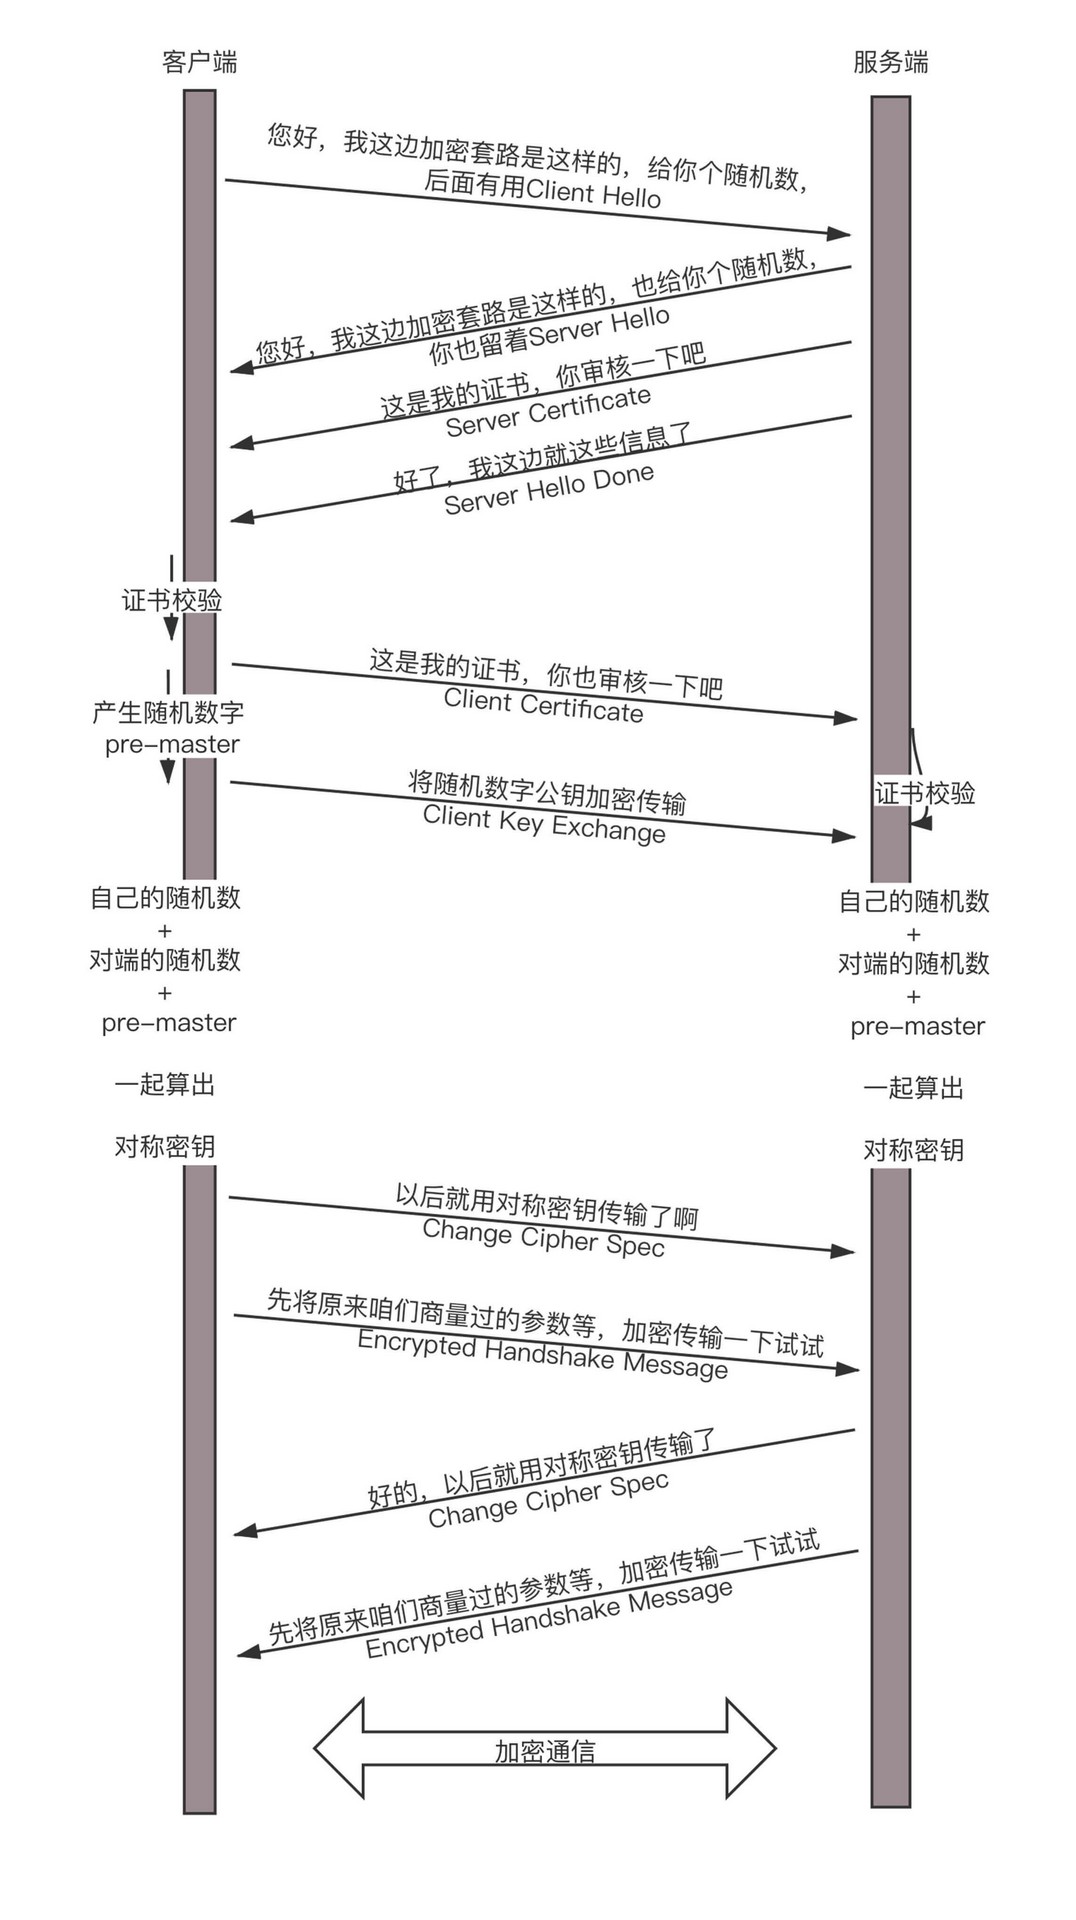 客户端
服务端
您好，我这边加密套路是这样的，给你个随机数，
后面有用Client Hello
您好，我这边加密套路是这样的，也给你个随机数，
你也留着Server Hello
这是我的证书，你审核一下吧
Server Certificate
好了，我这边就这些信息了
Server Hello Done
证书校验
这是我的证书，你也审核一下吧
Client Certificate
产生随机数字
pre–master
将随机数字公钥加密传输
Client Key Exchange
证书校验
自己的随机数
+
对端的随机数
+
pre–master
一起算出
对称密钥
自己的随机数
+
对端的随机数
+
pre–master
一起算出
对称密钥
以后就用对称密钥传输了啊
Change Cipher Spec
先将原来咱们商量过的参数等，加密传输一下试试
Encrypted Handshake Message
好的，以后就用对称密钥传输了
Change Cipher Spec
先将原来咱们商量过的参数等，加密传输一下试试
Encrypted Handshake Message
加密通信